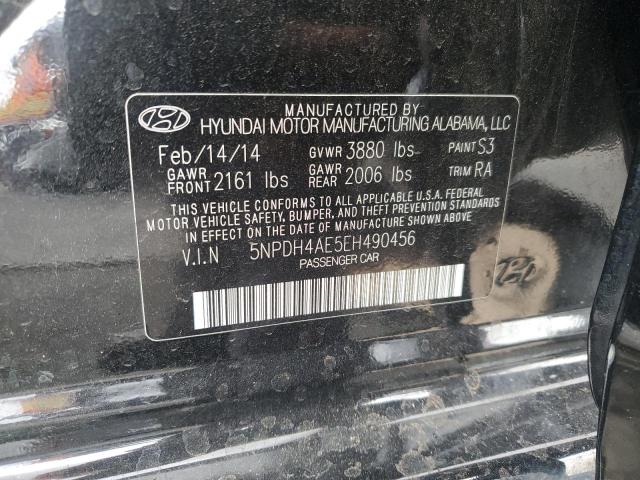 MANUFACTURED BY
HYUNDAI MOTOR MANUFACTURING ALABAMA, LLC
Feb/14/14 GVWR 3880 lbs PAINT S3
GAWR FRONT 2161 lbs GAWR REAR 2006 lbs TRIM RA
THIS VEHICLE CONFORMS TO ALL APPLICABLE U.S.A. FEDERAL
MOTOR VEHICLE SAFETY, BUMPER, AND THEFT PREVENTION STANDARDS
IN EFFECT ON THE DATE OF MANUFACTURE SHOWN ABOVE.
V.I.N 5NPDH4AE5EH490456
PASSENGER CAR